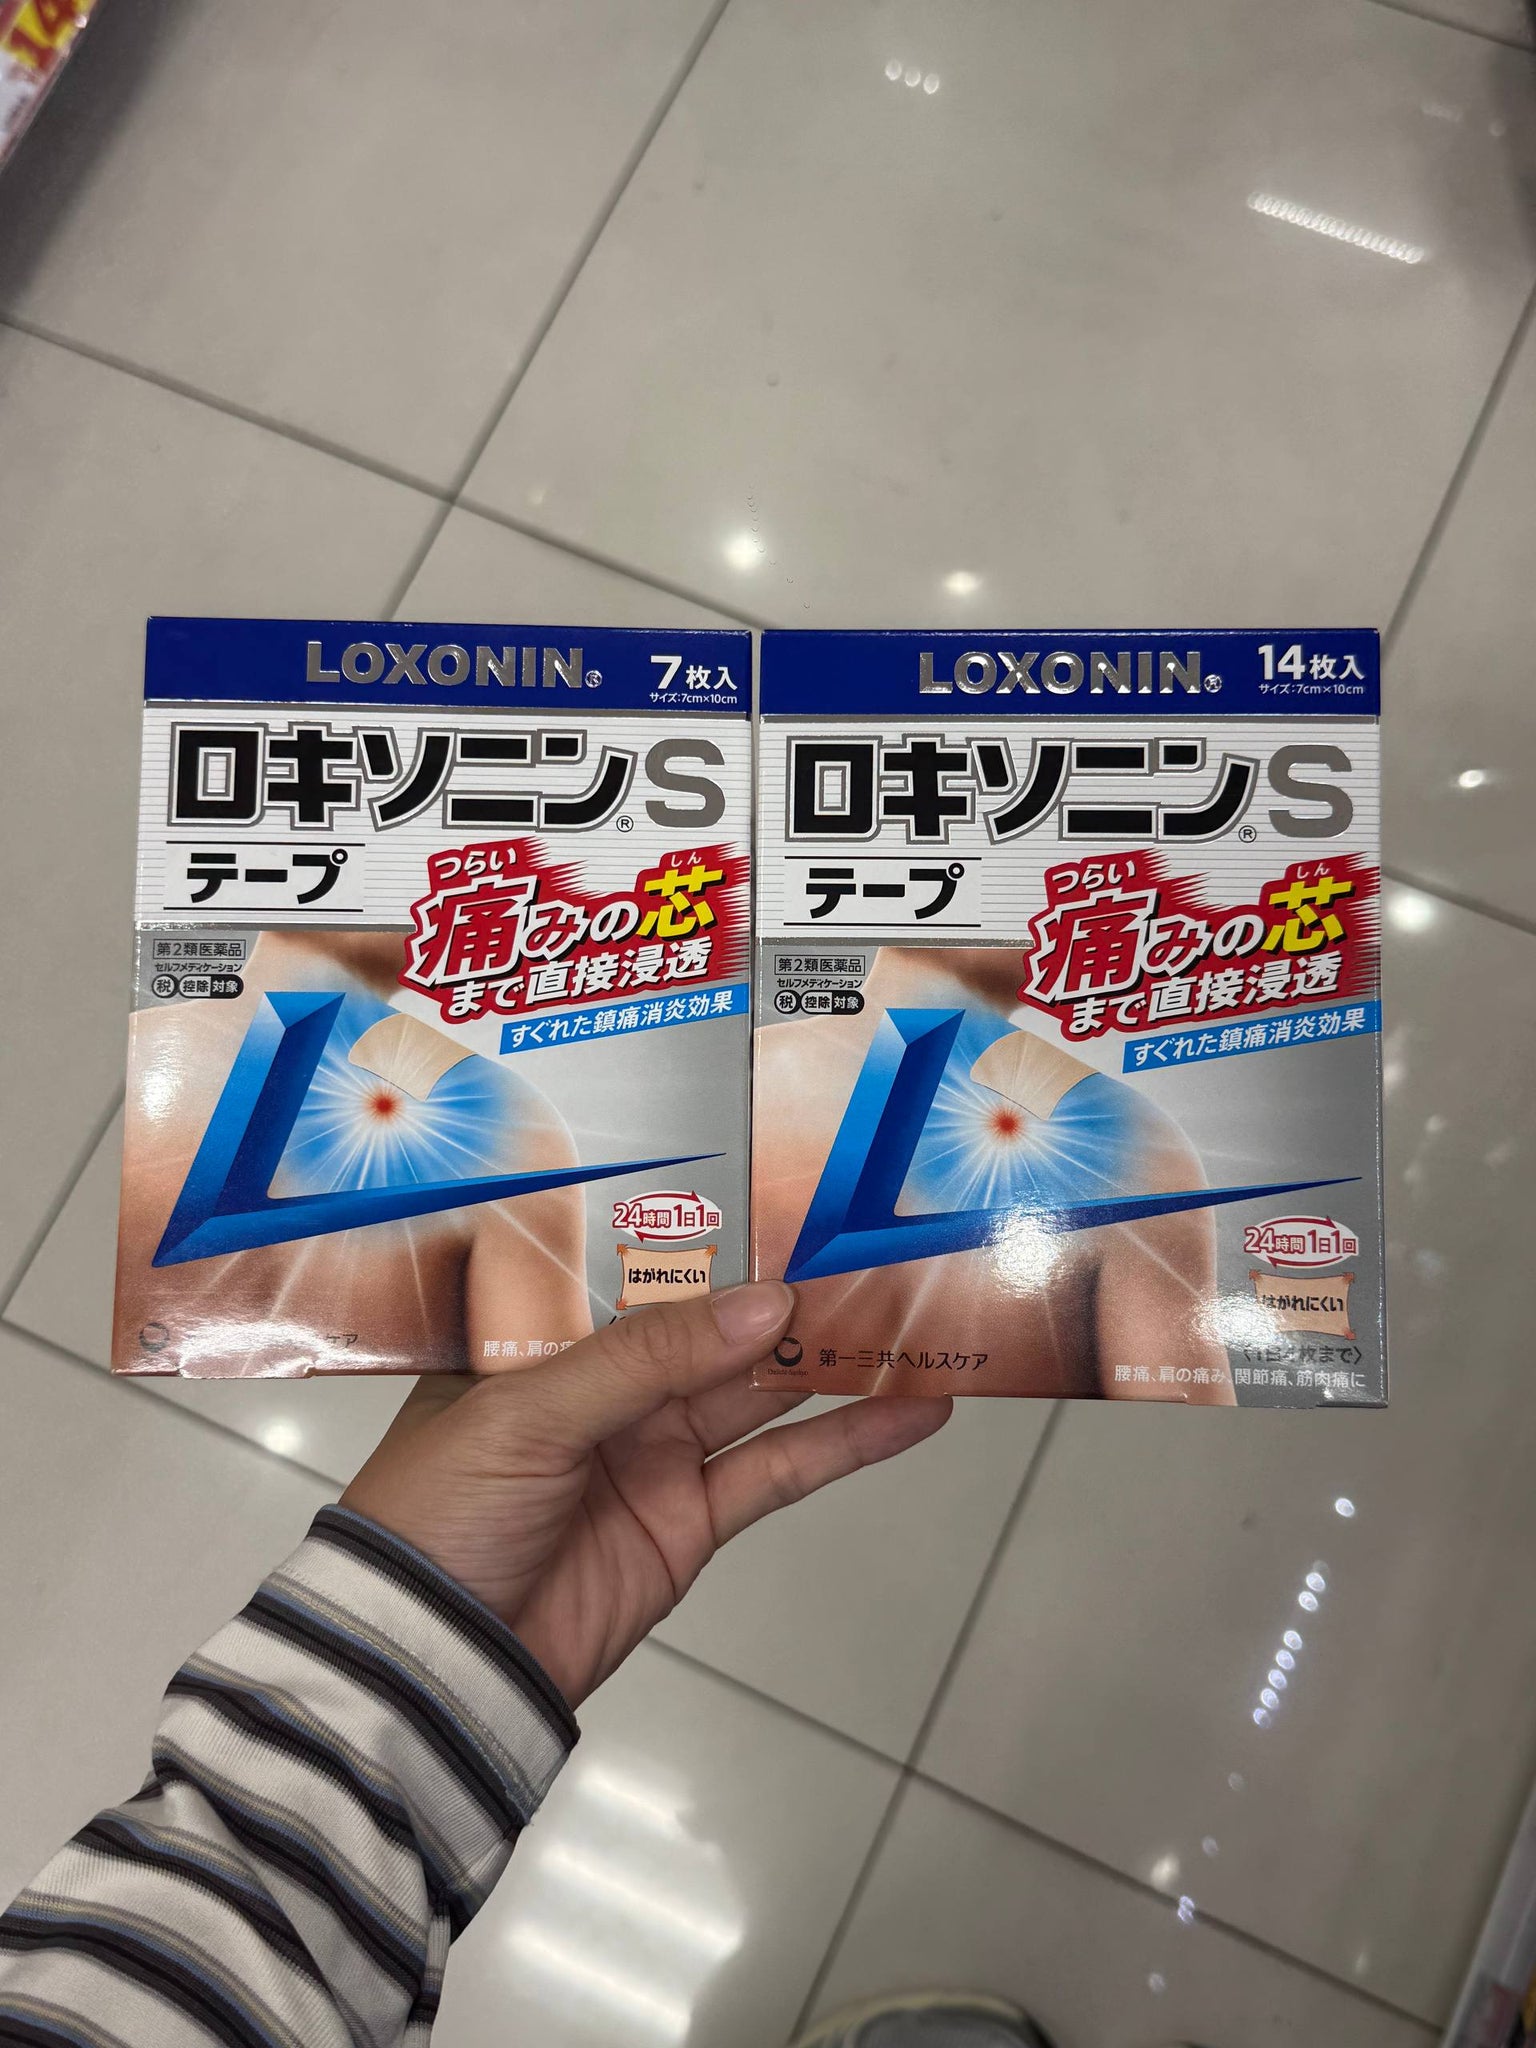 14
LOXONIN®
7枚入
サイズ:7cm×10cm
ロキソニン®S
テープ
つらい
しん
痛みの芯
まで直接浸透
すぐれた鎮痛消炎効果
第2類医薬品
セルフメディケーション
税 控除 対象
24時間1日1回
はがれにくい
ケア
腰痛、肩の
LOXONIN®
14枚入
サイズ:7cm×10cm
ロキソニン®S
テープ
つらい
しん
痛みの芯
まで直接浸透
すぐれた鎮痛消炎効果
第2類医薬品
セルフメディケーション
税 控除 対象
24時間1日1回
はがれにくい
枚まで〉
Daiichi-Sankyo
第一三共ヘルスケア
腰痛、肩の痛み、関節痛、筋肉痛に